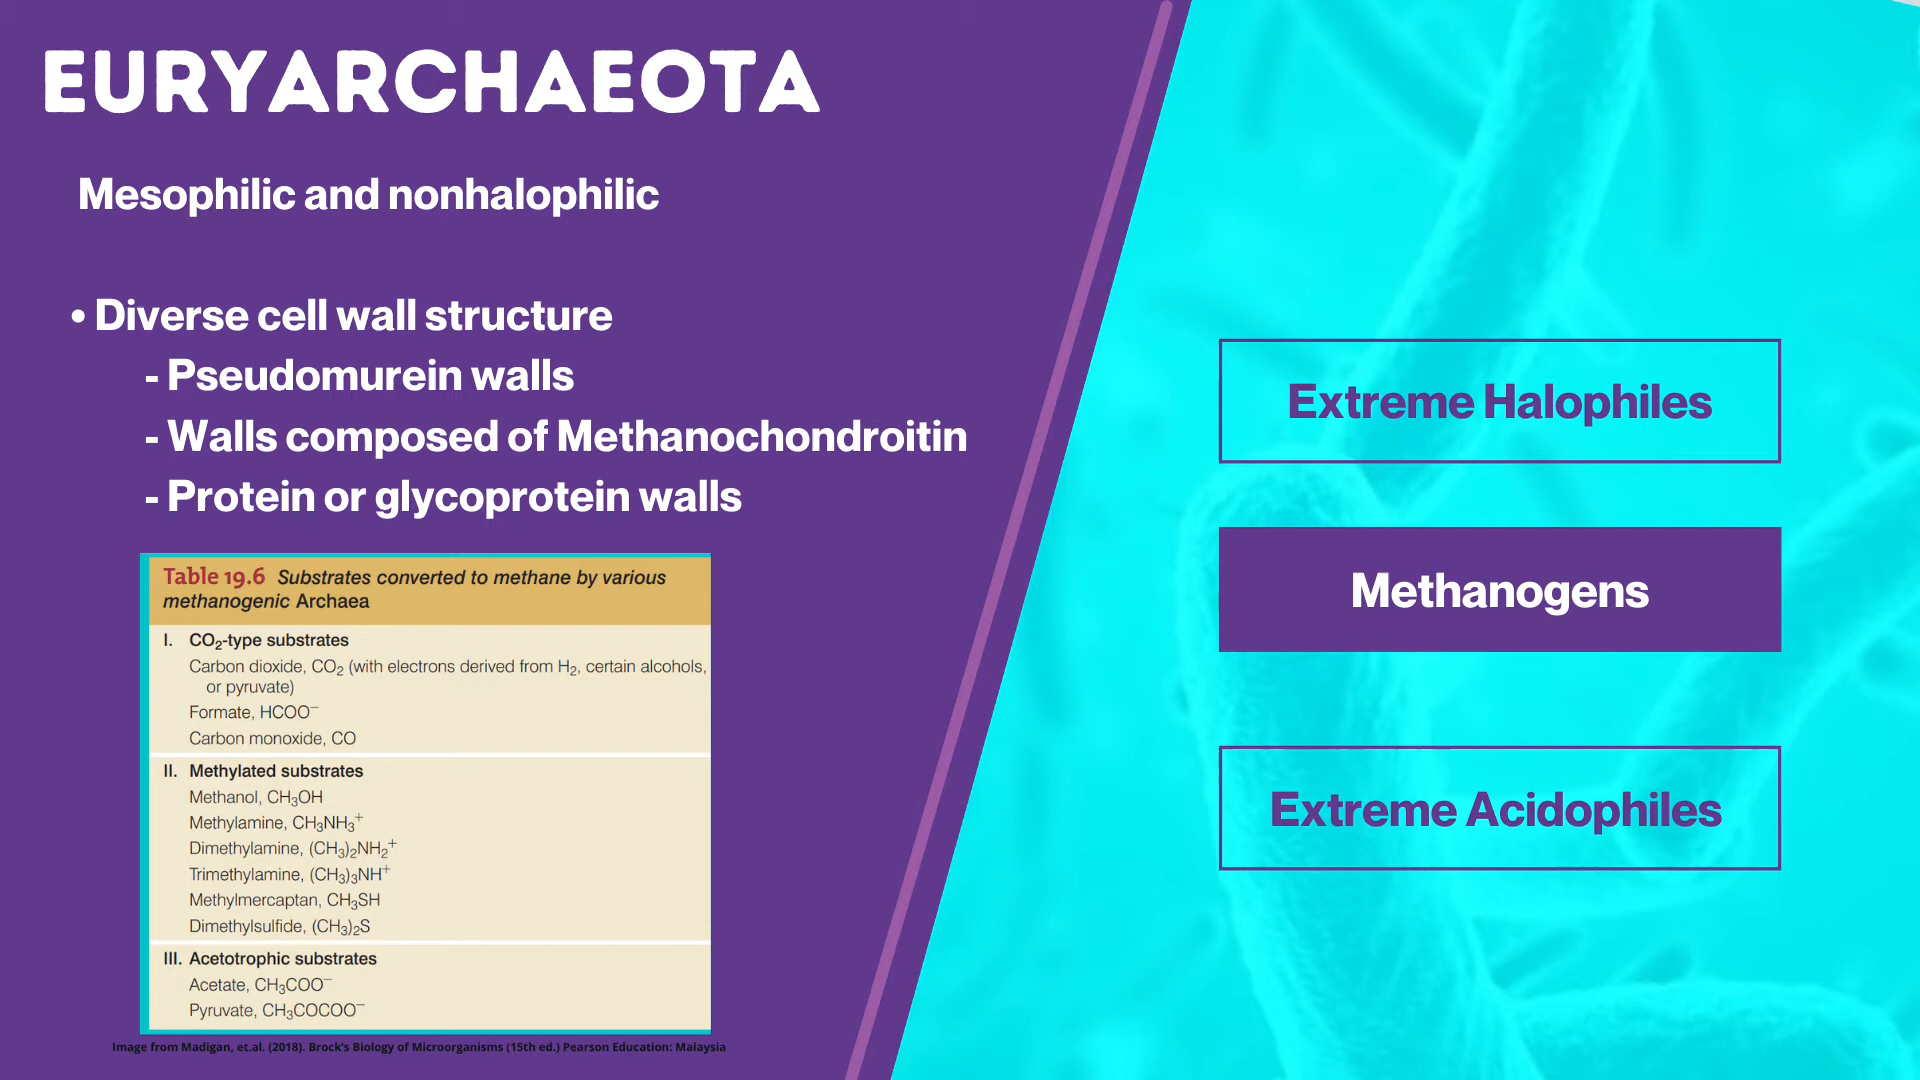 EURYARCHAEOTA
Mesophilic and nonhalophilic
• Diverse cell wall structure
- Pseudomurein walls
- Walls composed of Methanochondroitin
- Protein or glycoprotein walls
Table 19.6 Substrates converted to methane by various
methanogenic Archaea
I. CO₂-type substrates
Carbon dioxide, CO₂ (with electrons derived from H₂, certain alcohols,
or pyruvate)
Formate, HCOO⁻
Carbon monoxide, CO
II. Methylated substrates
Methanol, CH₃OH
Methylamine, CH₃NH₃⁺
Dimethylamine, (CH₃)₂NH₂⁺
Trimethylamine, (CH₃)₃NH⁺
Methylmercaptan, CH₃SH
Dimethylsulfide, (CH₃)₂S
III. Acetotrophic substrates
Acetate, CH₃COO⁻
Pyruvate, CH₃COCOO⁻
Image from Madigan, et.al. (2018). Brock's Biology of Microorganisms (15th ed.) Pearson Education: Malaysia
Extreme Halophiles
Methanogens
Extreme Acidophiles